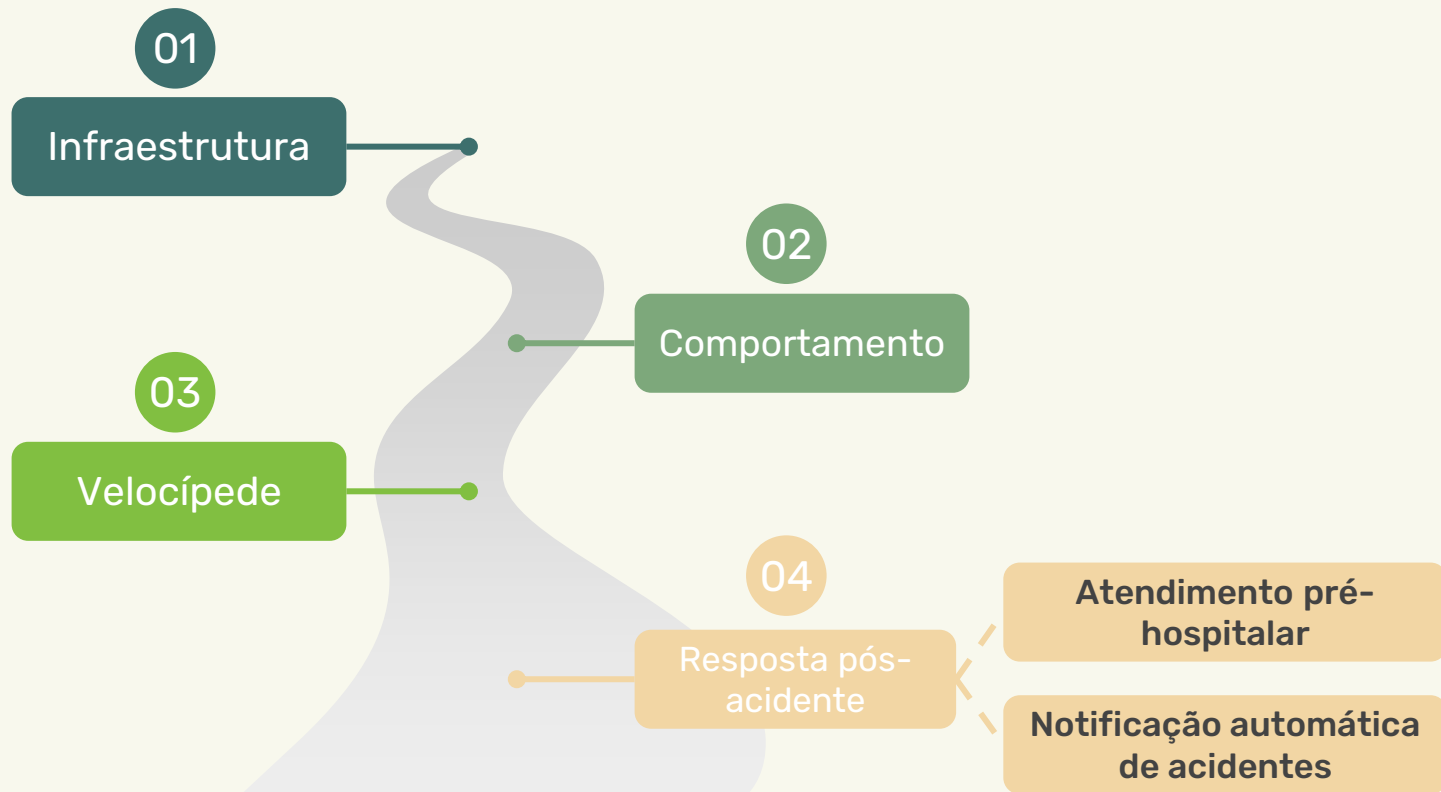 01
Infraestrutura
02
Comportamento
03
Velocípede
04
Resposta pós-
acidente
Atendimento pré-
hospitalar
Notificação automática
de acidentes